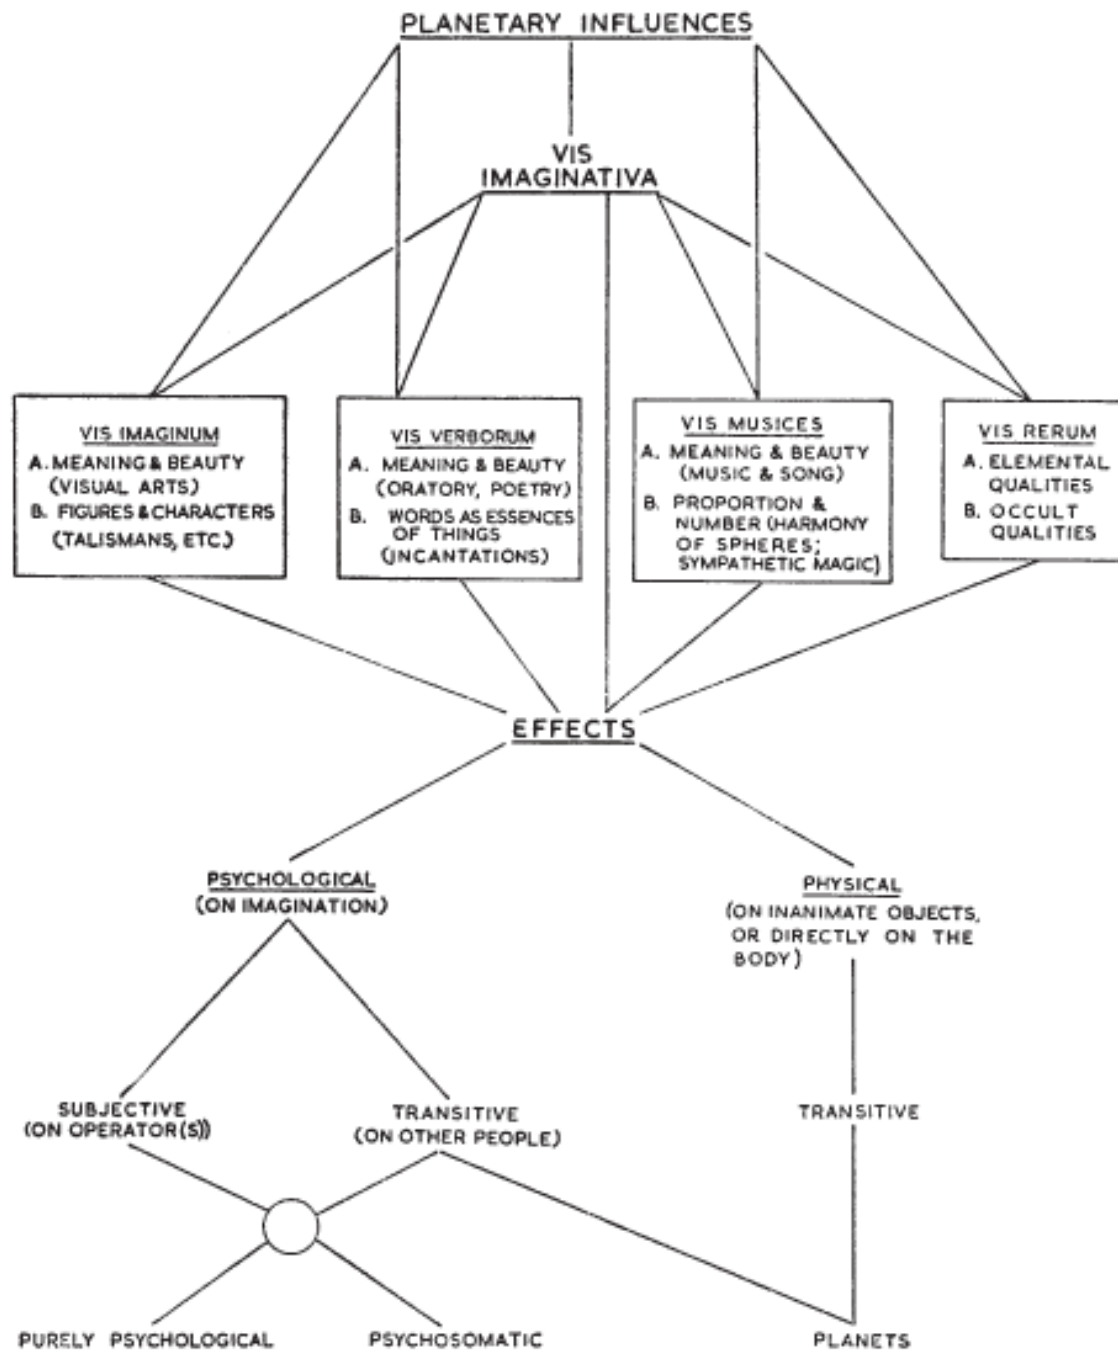 PLANETARY INFLUENCES
VIS
IMAGINATIVA
VIS IMAGINUM
A. MEANING & BEAUTY
(VISUAL ARTS)
B. FIGURES & CHARACTERS
(TALISMANS, ETC)
VIS VERBORUM
A. MEANING & BEAUTY
(ORATORY, POETRY)
B. WORDS AS ESSENCES
OF THINGS
(INCANTATIONS)
VIS MUSICES
A. MEANING & BEAUTY
(MUSIC & SONG)
B. PROPORTION &
NUMBER (HARMONY
OF SPHERES;
SYMPATHETIC MAGIC)
VIS RERUM
A. ELEMENTAL
QUALITIES
B. OCCULT
QUALITIES
EFFECTS
PSYCHOLOGICAL
(ON IMAGINATION)
PHYSICAL
(ON INANIMATE OBJECTS,
OR DIRECTLY ON THE
BODY)
SUBJECTIVE
(ON OPERATOR(S))
TRANSITIVE
(ON OTHER PEOPLE)
TRANSITIVE
PURELY PSYCHOLOGICAL
PSYCHOSOMATIC
PLANETS